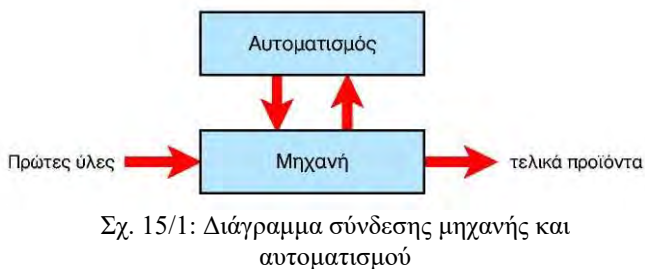 Αυτοματισμός
Πρώτες ύλες
Μηχανή
τελικά προϊόντα
Σχ. 15/1: Διάγραμμα σύνδεσης μηχανής και
αυτοματισμού